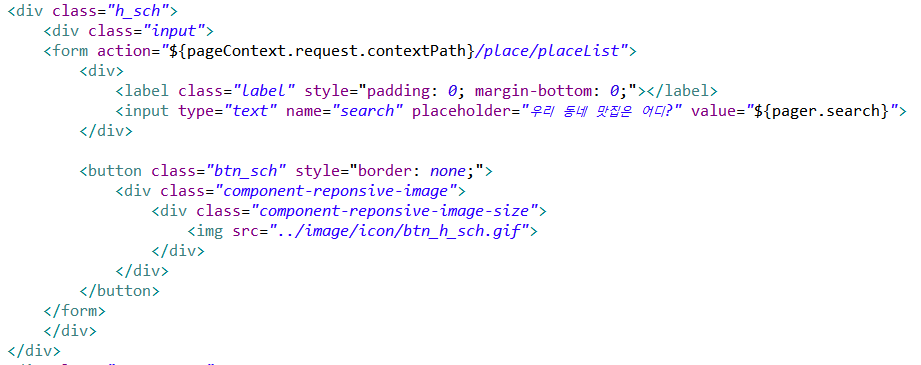 <div class="h_sch">
<div class="input">
<form action="${pageContext.request.contextPath}/place/placeList">
<div>
<label class="label" style="padding: 0; margin-bottom: 0;"></label>
<input type="text" name="search" placeholder="우리 동네 맛집은 어디?" value="${pager.search}">
</div>
<button class="btn_sch" style="border: none;">
<div class="component-reponsive-image">
<div class="component-reponsive-image-size">
<img src="../image/icon/btn_h_sch.gif">
</div>
</div>
</button>
</form>
</div>
</div>